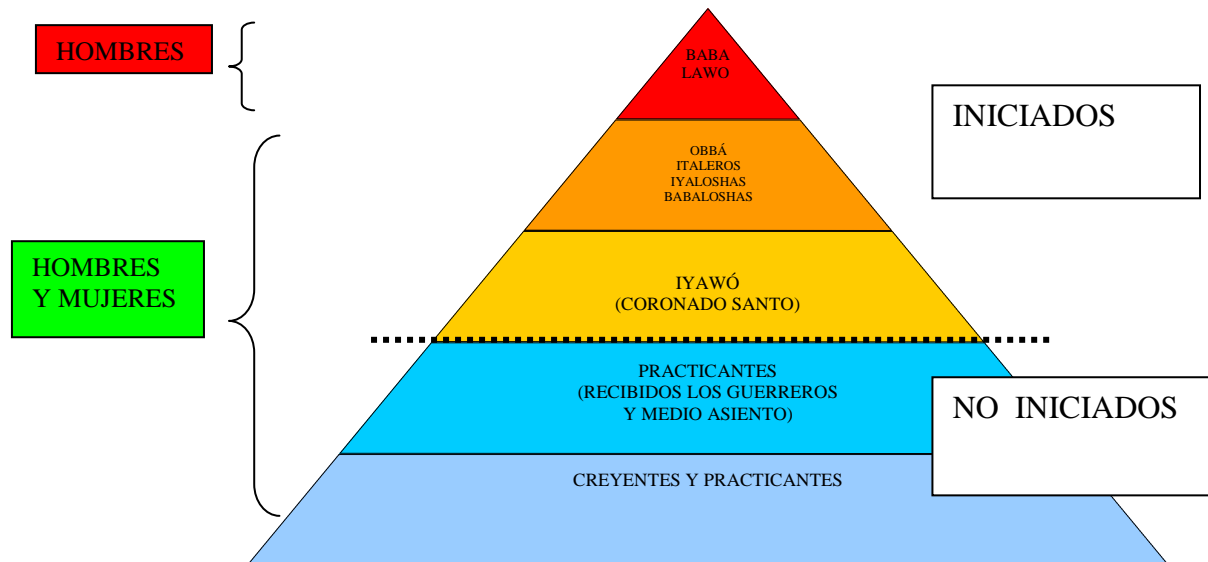 HOMBRES
BABA
LAWO
INICIADOS
OBBÁ
ITALEROS
IYALOSHAS
BABALOSHAS
HOMBRES
Y MUJERES
IYAWÓ
(CORONADO SANTO)
PRACTICANTES
(RECIBIDOS LOS GUERREROS
Y MEDIO ASIENTO)
NO INICIADOS
CREYENTES Y PRACTICANTES